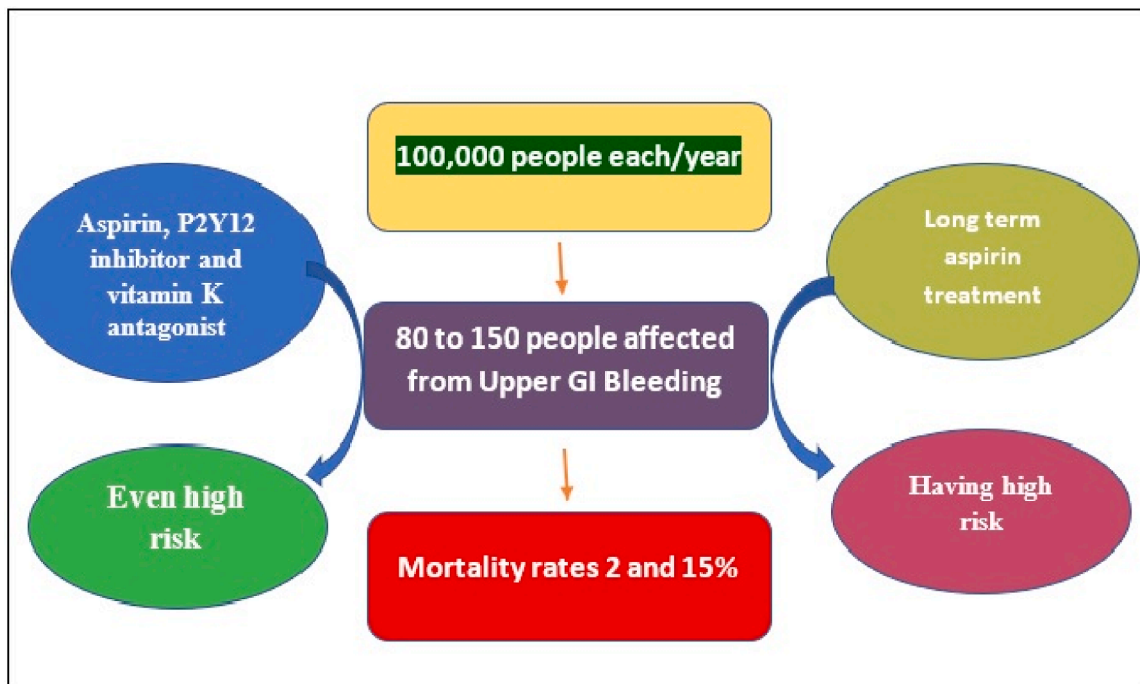 100,000 people each/year
Aspirin, P2Y12
inhibitor and
vitamin K
antagonist
Long term
aspirin
treatment
80 to 150 people affected
from Upper GI Bleeding
Even high
risk
Having high
risk
Mortality rates 2 and 15%